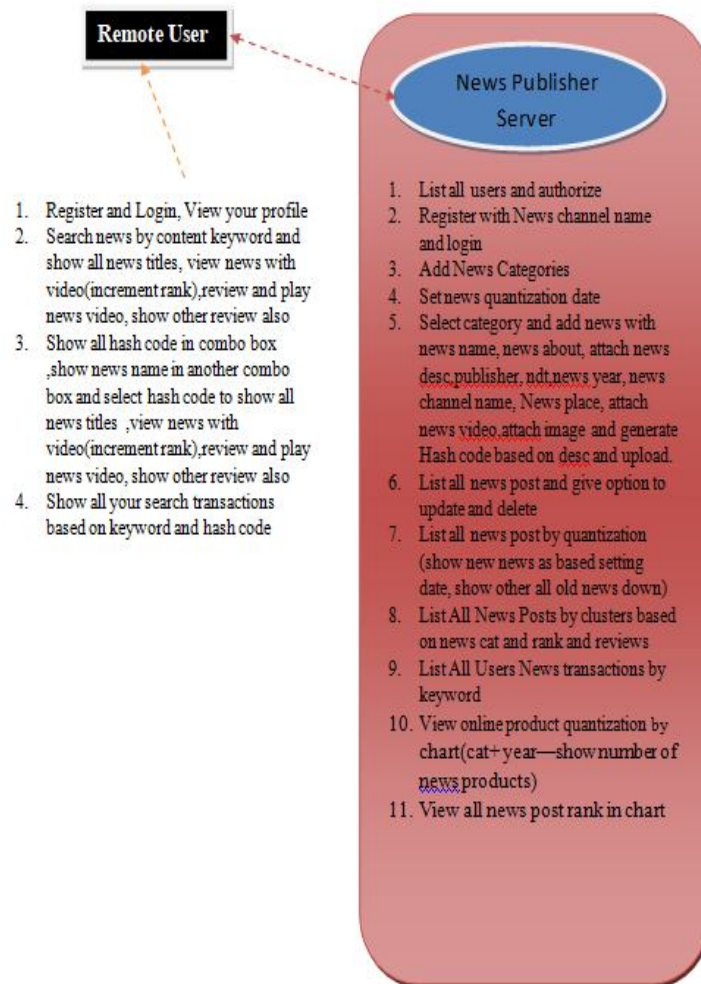 Remote User
1. Register and Login, View your profile
2. Search news by content keyword and
show all news titles, view news with
video(increment rank),review and play
news video, show other review also
3. Show all hash code in combo box
,show news name in another combo
box and select hash code to show all
news titles ,view news with
video(increment rank),review and play
news video, show other review also
4. Show all your search transactions
based on keyword and hash code
News Publisher
Server
1. List all users and authorize
2. Register with News channel name
and login
3. Add News Categories
4. Set news quantization date
5. Select category and add news with
news name, news about, attach news
desc,publisher, ndt,news year, news
channel name, News place, attach
news video,attach image and generate
Hash code based on desc and upload.
6. List all news post and give option to
update and delete
7. List all news post by quantization
(show new news as based setting
date, show other all old news down)
8. List All News Posts by clusters based
on news cat and rank and reviews
9. List All Users News transactions by
keyword
10. View online product quantization by
chart(cat+ year—show number of
news products)
11. View all news post rank in chart